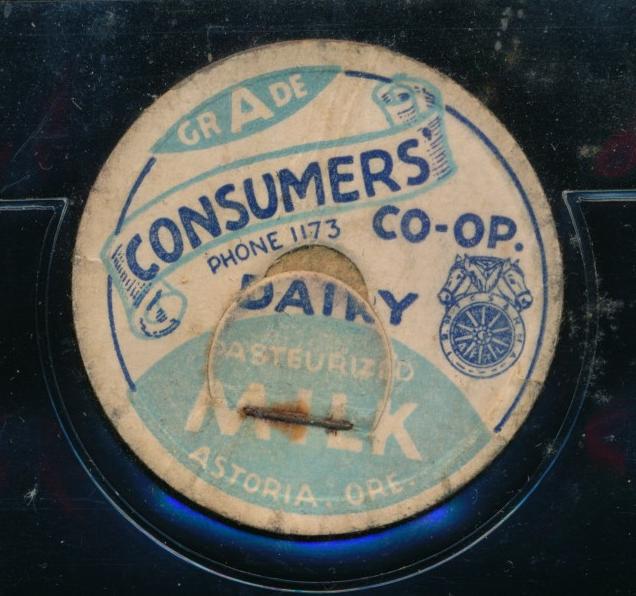 GRADE
CONSUMERS'
CO-OP.
PHONE 1173
DAIRY
PASTEURIZED
MILK
ASTORIA, ORE.